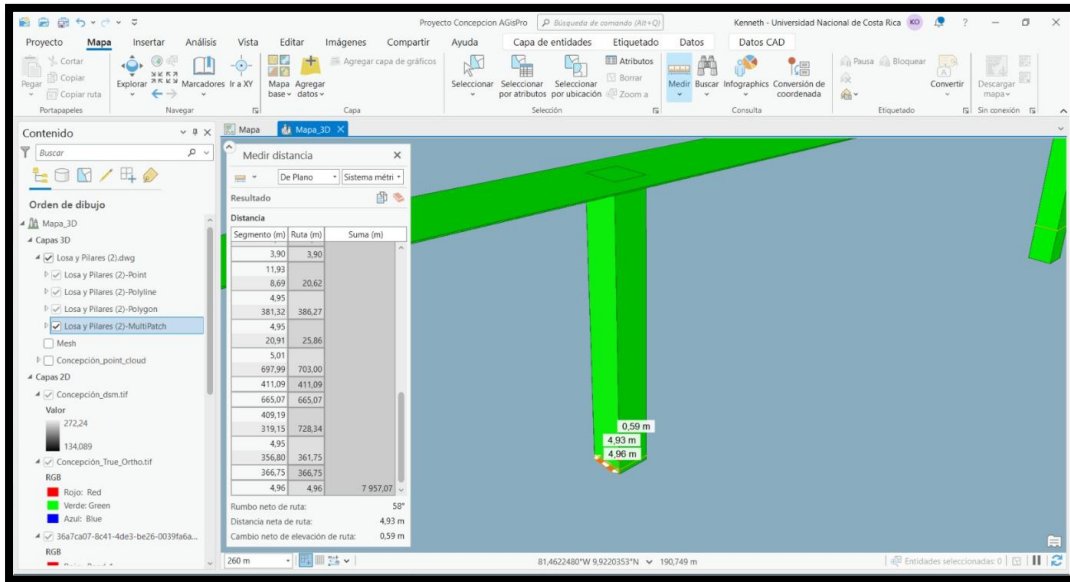 Proyecto Concepcion AGisPro
Búsqueda de comando (Alt+Q)
Kenneth - Universidad Nacional de Costa Rica
KO
?
Proyecto Mapa Insertar Análisis Vista Editar Imágenes Compartir Ayuda Capa de entidades Etiquetado Datos Datos CAD
Pegar
Cortar
Copiar
Copiar ruta
Portapapeles
Explorar
Marcadores
Ir a XY
Navegar
Mapa base
Agregar datos
Agregar capa de gráficos
Capa
Seleccionar
Seleccionar por atributos
Seleccionar por ubicación
Atributos
Borrar
Zoom a
Selección
Medir
Buscar
Infographics
Conversión de coordenada
Consulta
Pausa
Bloquear
Convertir
Etiquetado
Descargar mapa
Sin conexión
Contenido
Buscar
Orden de dibujo
Mapa_3D
Capas 3D
Losa y Pilares (2).dwg
Losa y Pilares (2)-Point
Losa y Pilares (2)-Polyline
Losa y Pilares (2)-Polygon
Losa y Pilares (2)-MultiPatch
Mesh
Concepción_point_cloud
Capas 2D
Concepción_dsm.tif
Valor
272,24
134,089
Concepción_True_Ortho.tif
RGB
Rojo: Red
Verde: Green
Azul: Blue
36a7ca07-8c41-4de3-be26-0039fa6a...
RGB
Mapa
Mapa_3D
Medir distancia
De Plano
Sistema métri
Resultado
Distancia
Segmento (m) Ruta (m) Suma (m)
3,90 3,90
11,93
8,69 20,62
4,95
381,32 386,27
4,95
20,91 25,86
5,01
697,99 703,00
411,09 411,09
665,07 665,07
409,19
319,15 728,34
4,95
356,80 361,75
366,75 366,75
4,96 4,96 7 957,07
Rumbo neto de ruta: 58°
Distancia neta de ruta: 4,93 m
Cambio neto de elevación de ruta: 0,59 m
0,59 m
4,93 m
4,96 m
260 m
81,4622480°W 9,9220353°N
190,749 m
Entidades seleccionadas: 0